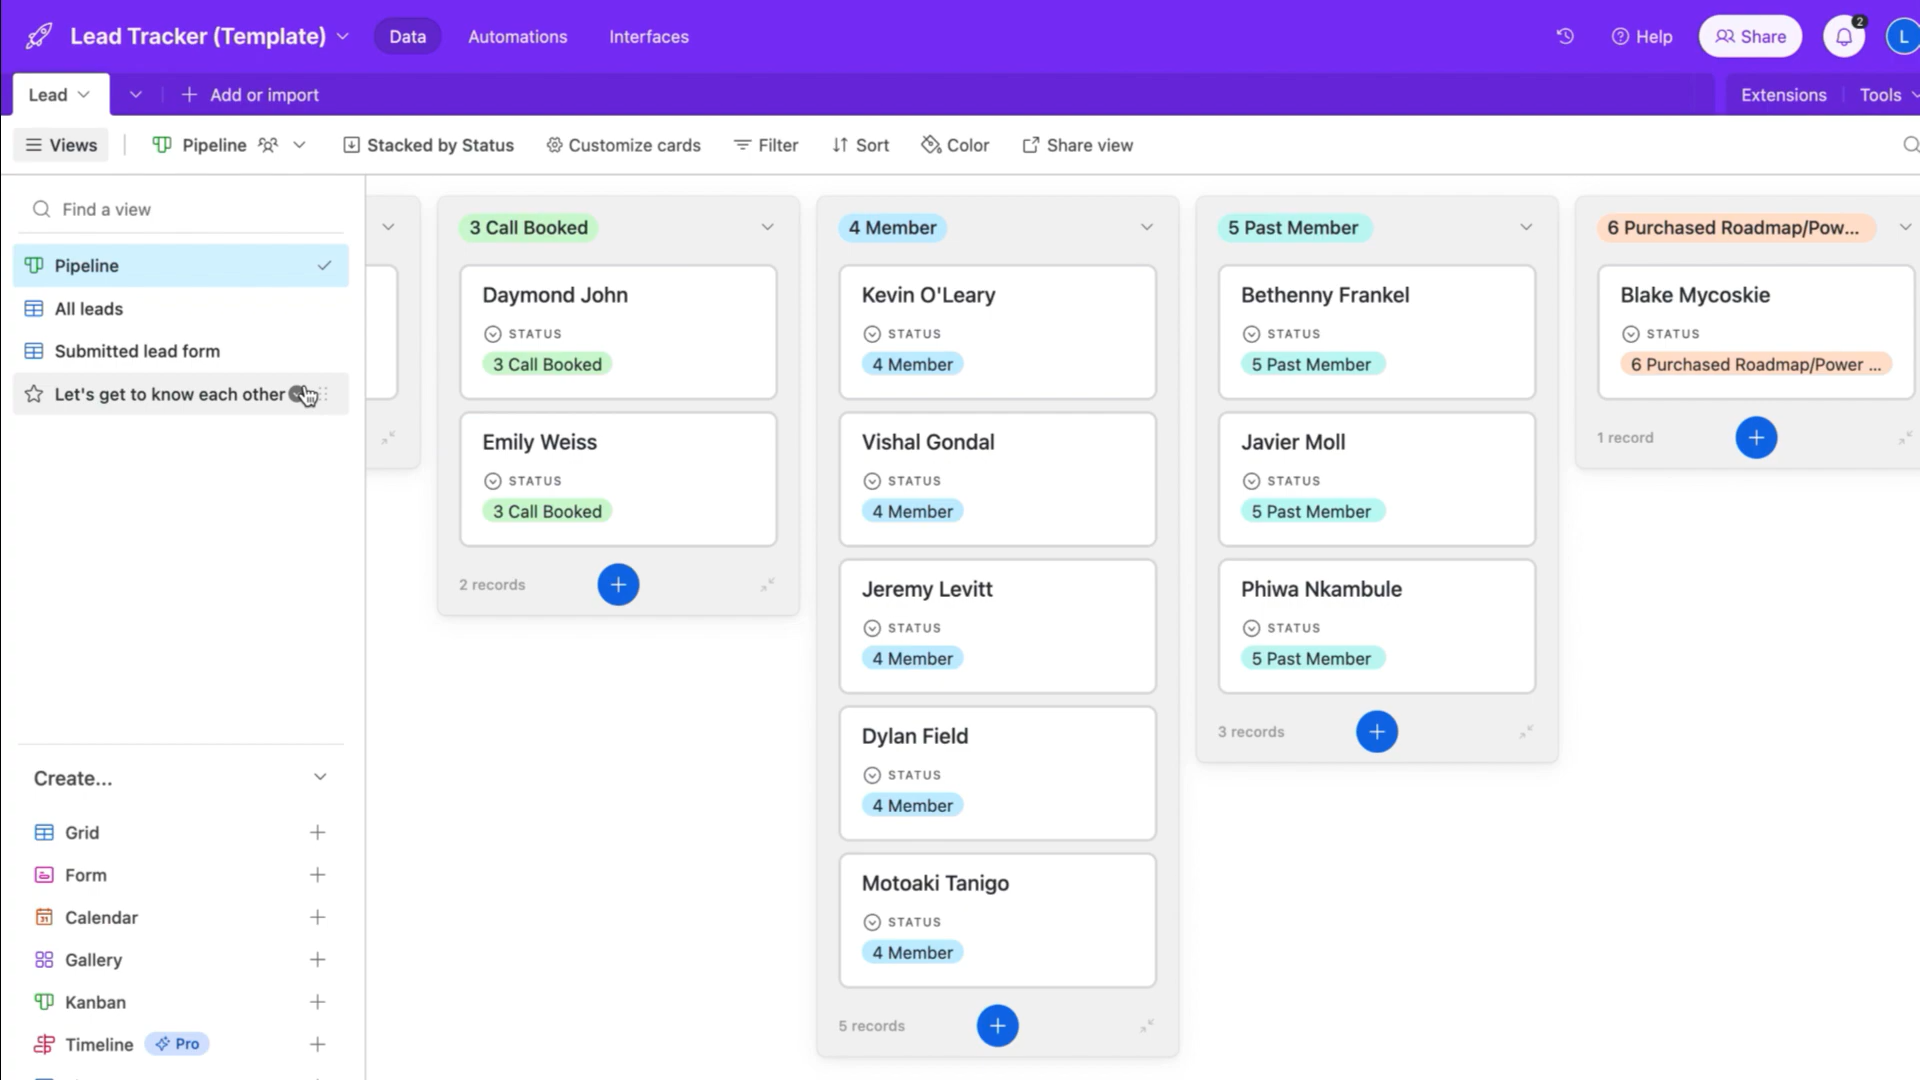 Lead Tracker (Template)
Data
Automations
Interfaces
Help
Share
2
L
Lead
Add or import
Extensions
Tools
Views
Pipeline
Stacked by Status
Customize cards
Filter
Sort
Color
Share view
Find a view
Pipeline
All leads
Submitted lead form
Let's get to know each other
Create...
Grid
Form
Calendar
Gallery
Kanban
Timeline
Pro
3 Call Booked
Daymond John
STATUS
3 Call Booked
Emily Weiss
STATUS
3 Call Booked
2 records
4 Member
Kevin O'Leary
STATUS
4 Member
Vishal Gondal
STATUS
4 Member
Jeremy Levitt
STATUS
4 Member
Dylan Field
STATUS
4 Member
Motoaki Tanigo
STATUS
4 Member
5 records
5 Past Member
Bethenny Frankel
STATUS
5 Past Member
Javier Moll
STATUS
5 Past Member
Phiwa Nkambule
STATUS
5 Past Member
3 records
6 Purchased Roadmap/Pow...
Blake Mycoskie
STATUS
6 Purchased Roadmap/Power ...
1 record